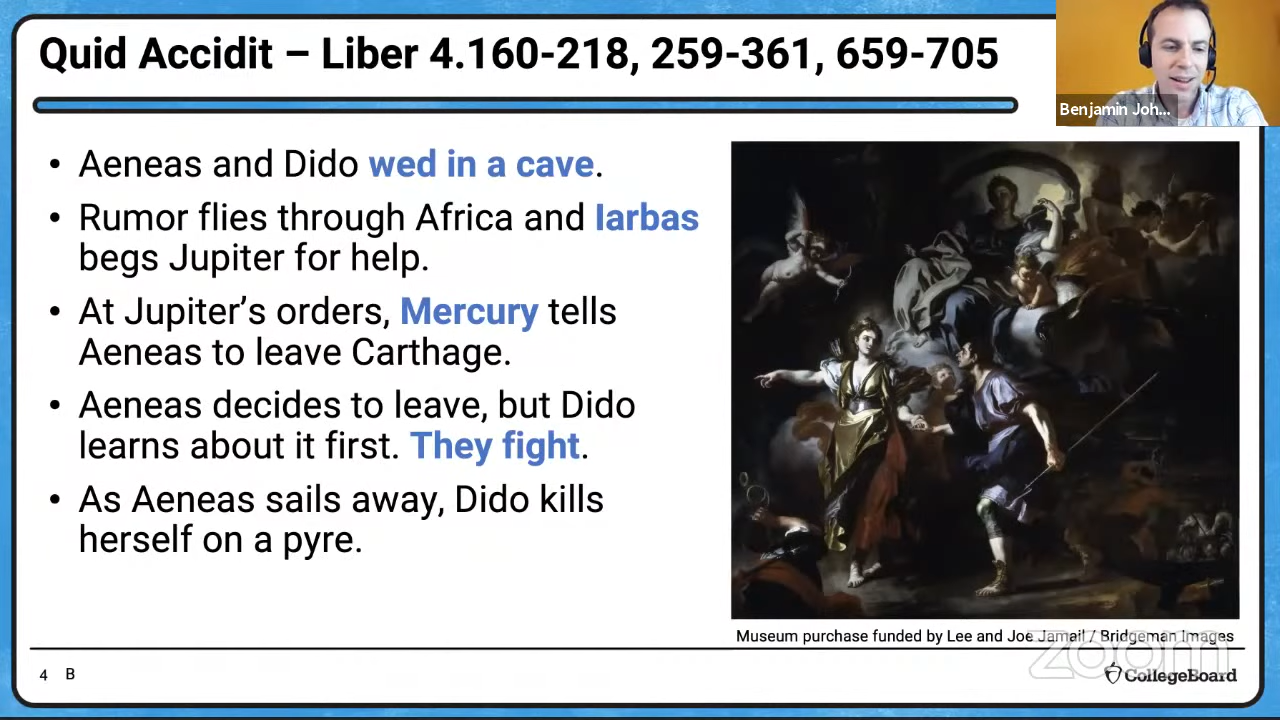 Quid Accidit – Liber 4.160-218, 259-361, 659-705
Benjamin Joh...
• Aeneas and Dido wed in a cave.
• Rumor flies through Africa and Iarbas
begs Jupiter for help.
• At Jupiter’s orders, Mercury tells
Aeneas to leave Carthage.
• Aeneas decides to leave, but Dido
learns about it first. They fight.
• As Aeneas sails away, Dido kills
herself on a pyre.
Museum purchase funded by Lee and Joe Jamail / Bridgeman Images
zoom
4 B
CollegeBoard